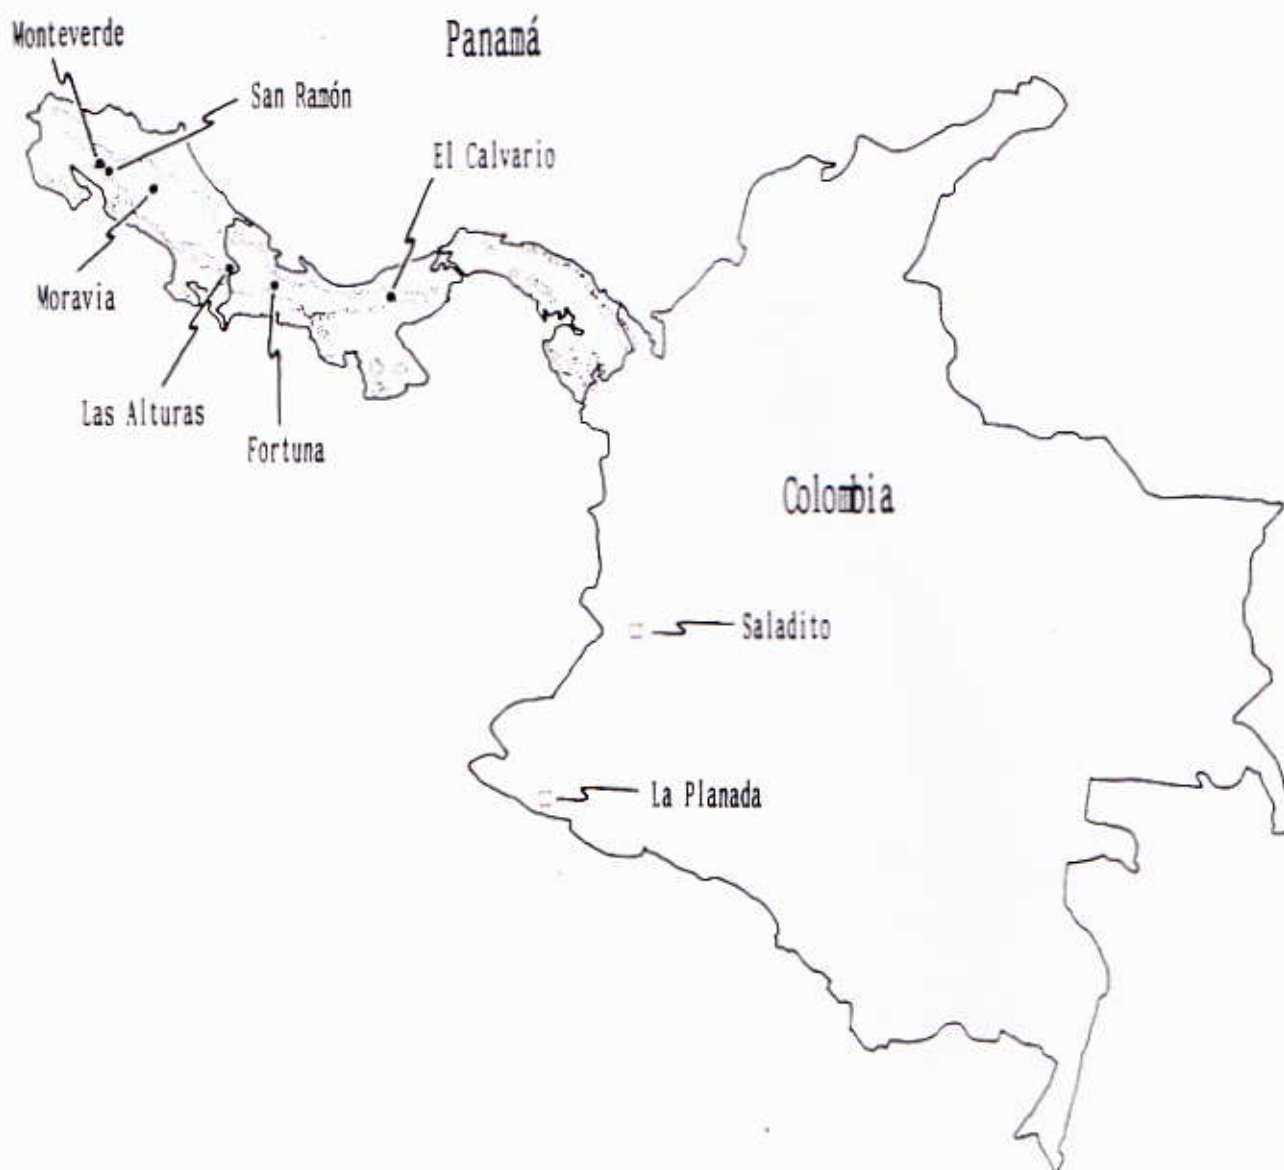 Monteverde
Panamá
San Ramón
El Calvario
Moravia
Las Alturas
Fortuna
Colombia
Saladito
La Planada